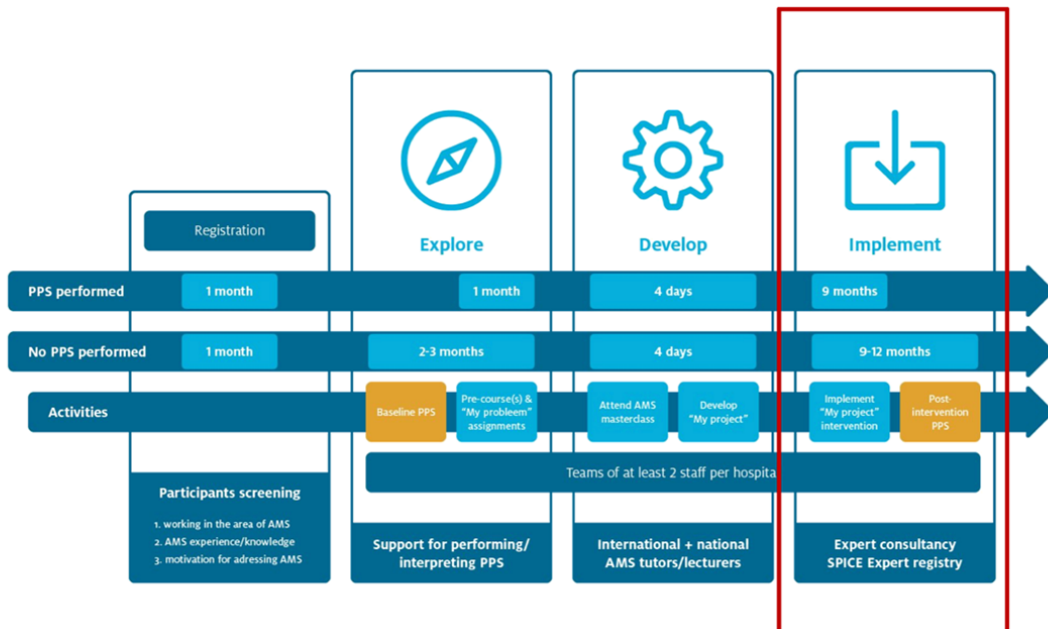 Registration
Explore
Develop
Implement
PPS performed
1 month
1 month
4 days
9 months
No PPS performed
1 month
2-3 months
4 days
9-12 months
Activities
Baseline PPS
Pre-course(s) &
"My probleem"
assignments
Attend AMS
masterclass
Develop
"My project"
Implement
"My project"
intervention
Post-
intervention
PPS
Teams of at least 2 staff per hospita
Participants screening
1. working in the area of AMS
2. AMS experience/knowledge
3. motivation for adressing AMS
Support for performing/
interpreting PPS
International + national
AMS tutors/lecturers
Expert consultancy
SPICE Expert registry